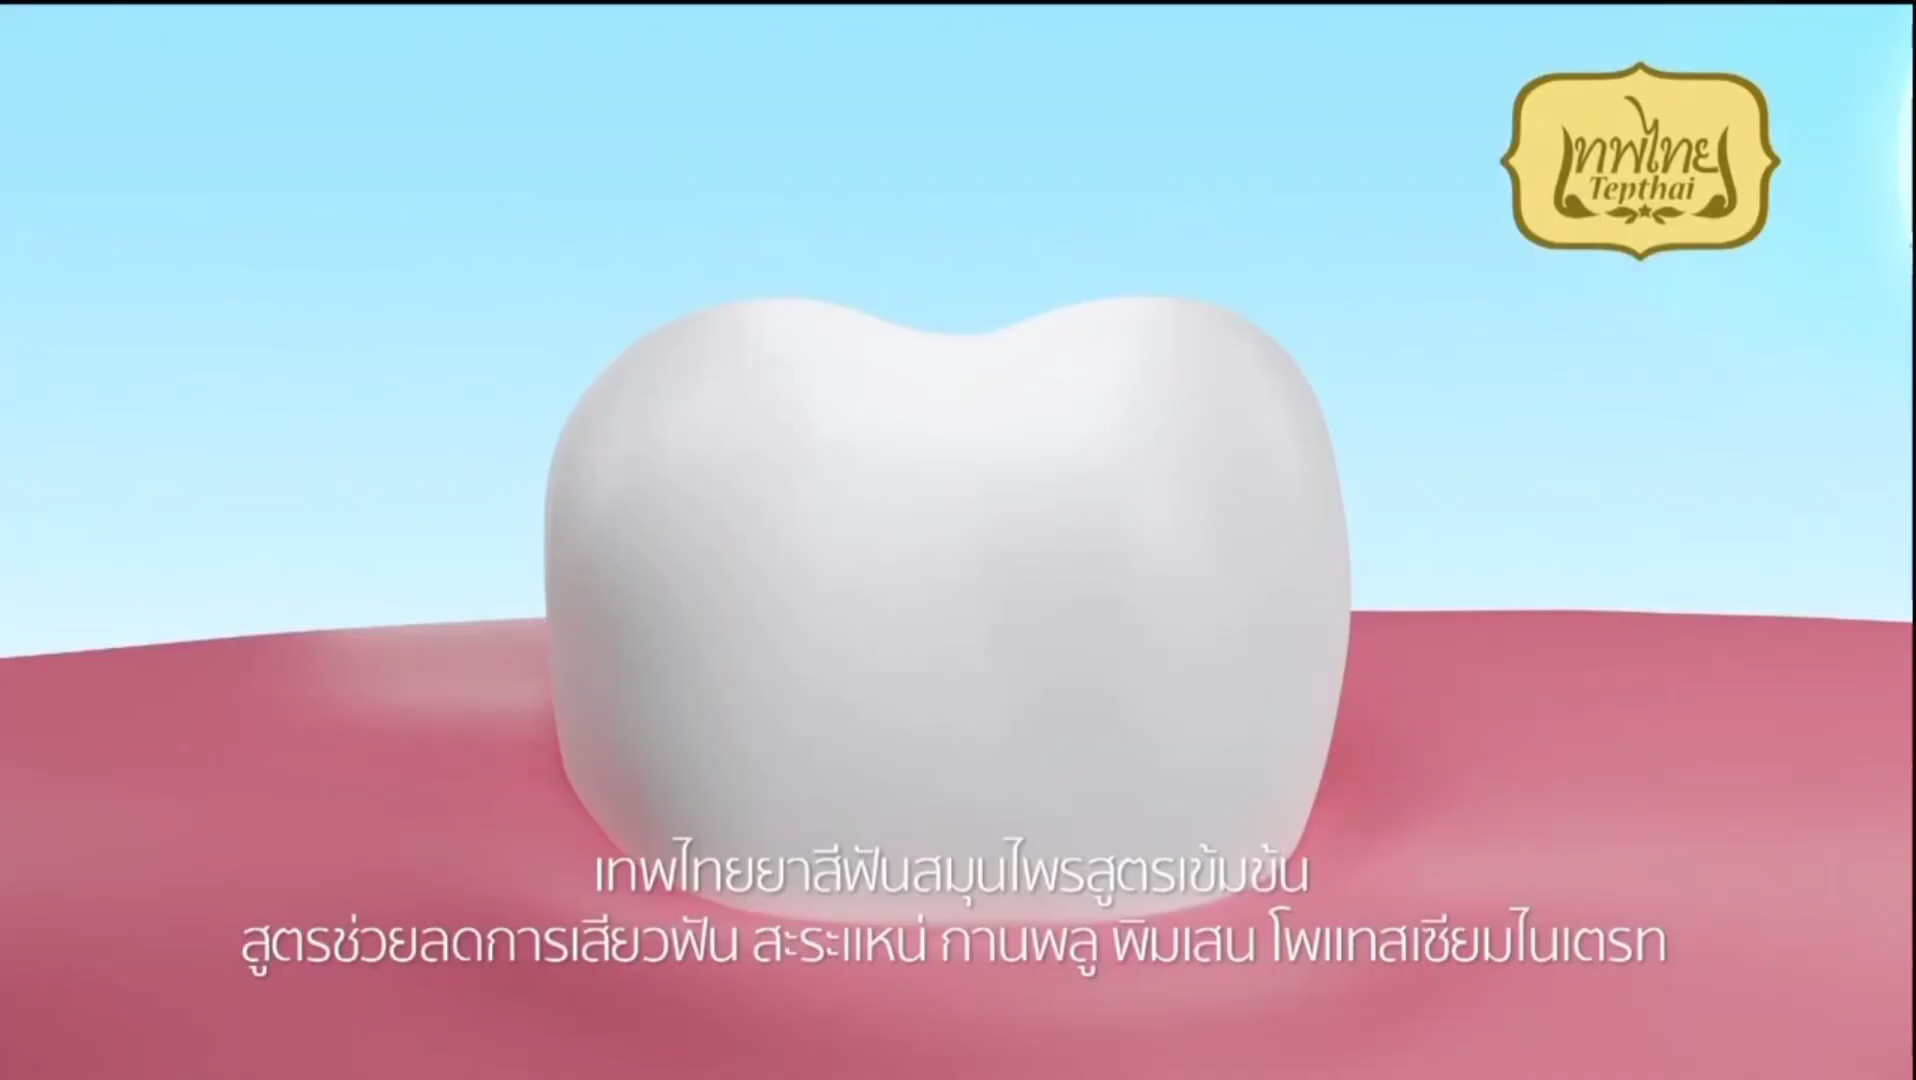 เทพไทย
Tepthai
เทพไทยยาสีฟันสมุนไพรสูตรเข้มข้น
สูตรช่วยลดการเสียวฟัน สะระแหน่ กานพลู พิมเสน โพแทสเซียมไนเตรท